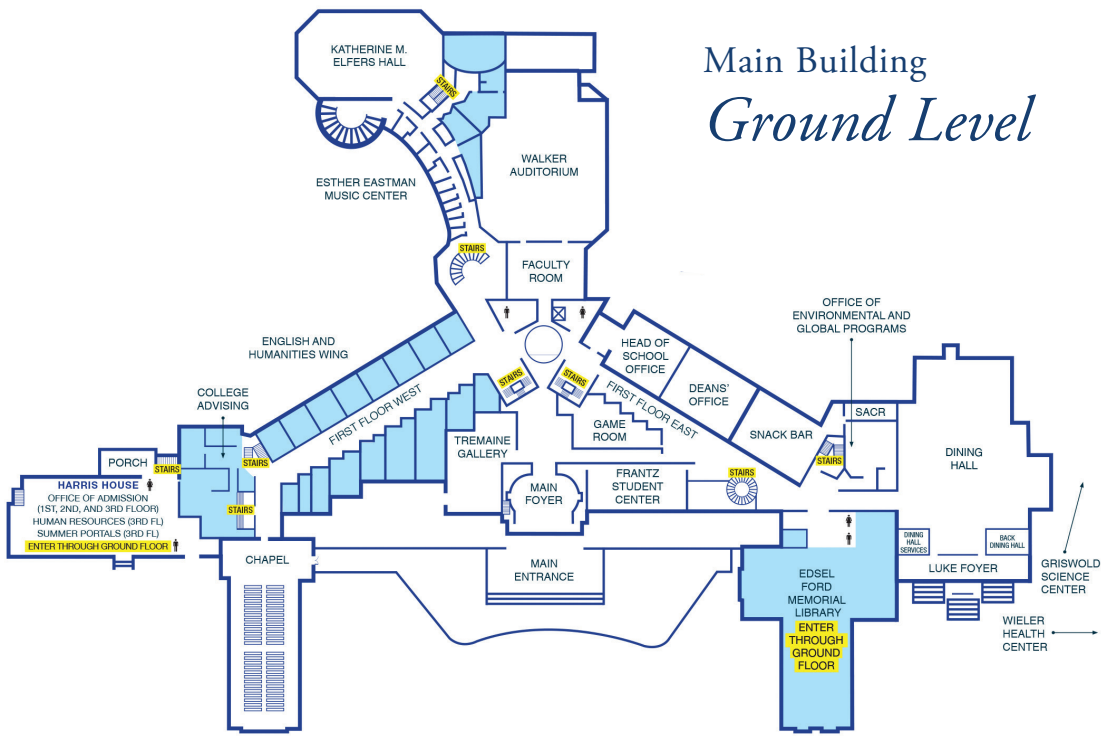 Main Building
Ground Level
KATHERINE M.
ELFERS HALL
STAIRS
WALKER
AUDITORIUM
ESTHER EASTMAN
MUSIC CENTER
STAIRS
FACULTY
ROOM
OFFICE OF
ENVIRONMENTAL AND
GLOBAL PROGRAMS
ENGLISH AND
HUMANITIES WING
HEAD OF
SCHOOL
OFFICE
DEANS'
OFFICE
STAIRS
STAIRS
COLLEGE
ADVISING
FIRST FLOOR WEST
FIRST FLOOR EAST
SACR
GAME
ROOM
SNACK BAR
TREMAINE
GALLERY
DINING
HALL
PORCH
STAIRS
STAIRS
STAIRS
STAIRS
HARRIS HOUSE
OFFICE OF ADMISSION
(1ST, 2ND, AND 3RD FLOOR)
HUMAN RESOURCES (3RD FL)
SUMMER PORTALS (3RD FL)
ENTER THROUGH GROUND FLOOR
STAIRS
MAIN
FOYER
FRANTZ
STUDENT
CENTER
CHAPEL
MAIN
ENTRANCE
DINING
HALL
SERVICES
BACK
DINING HALL
LUKE FOYER
EDSEL
FORD
MEMORIAL
LIBRARY
ENTER
THROUGH
GROUND
FLOOR
GRISWOLD
SCIENCE
CENTER
WIELER
HEALTH
CENTER